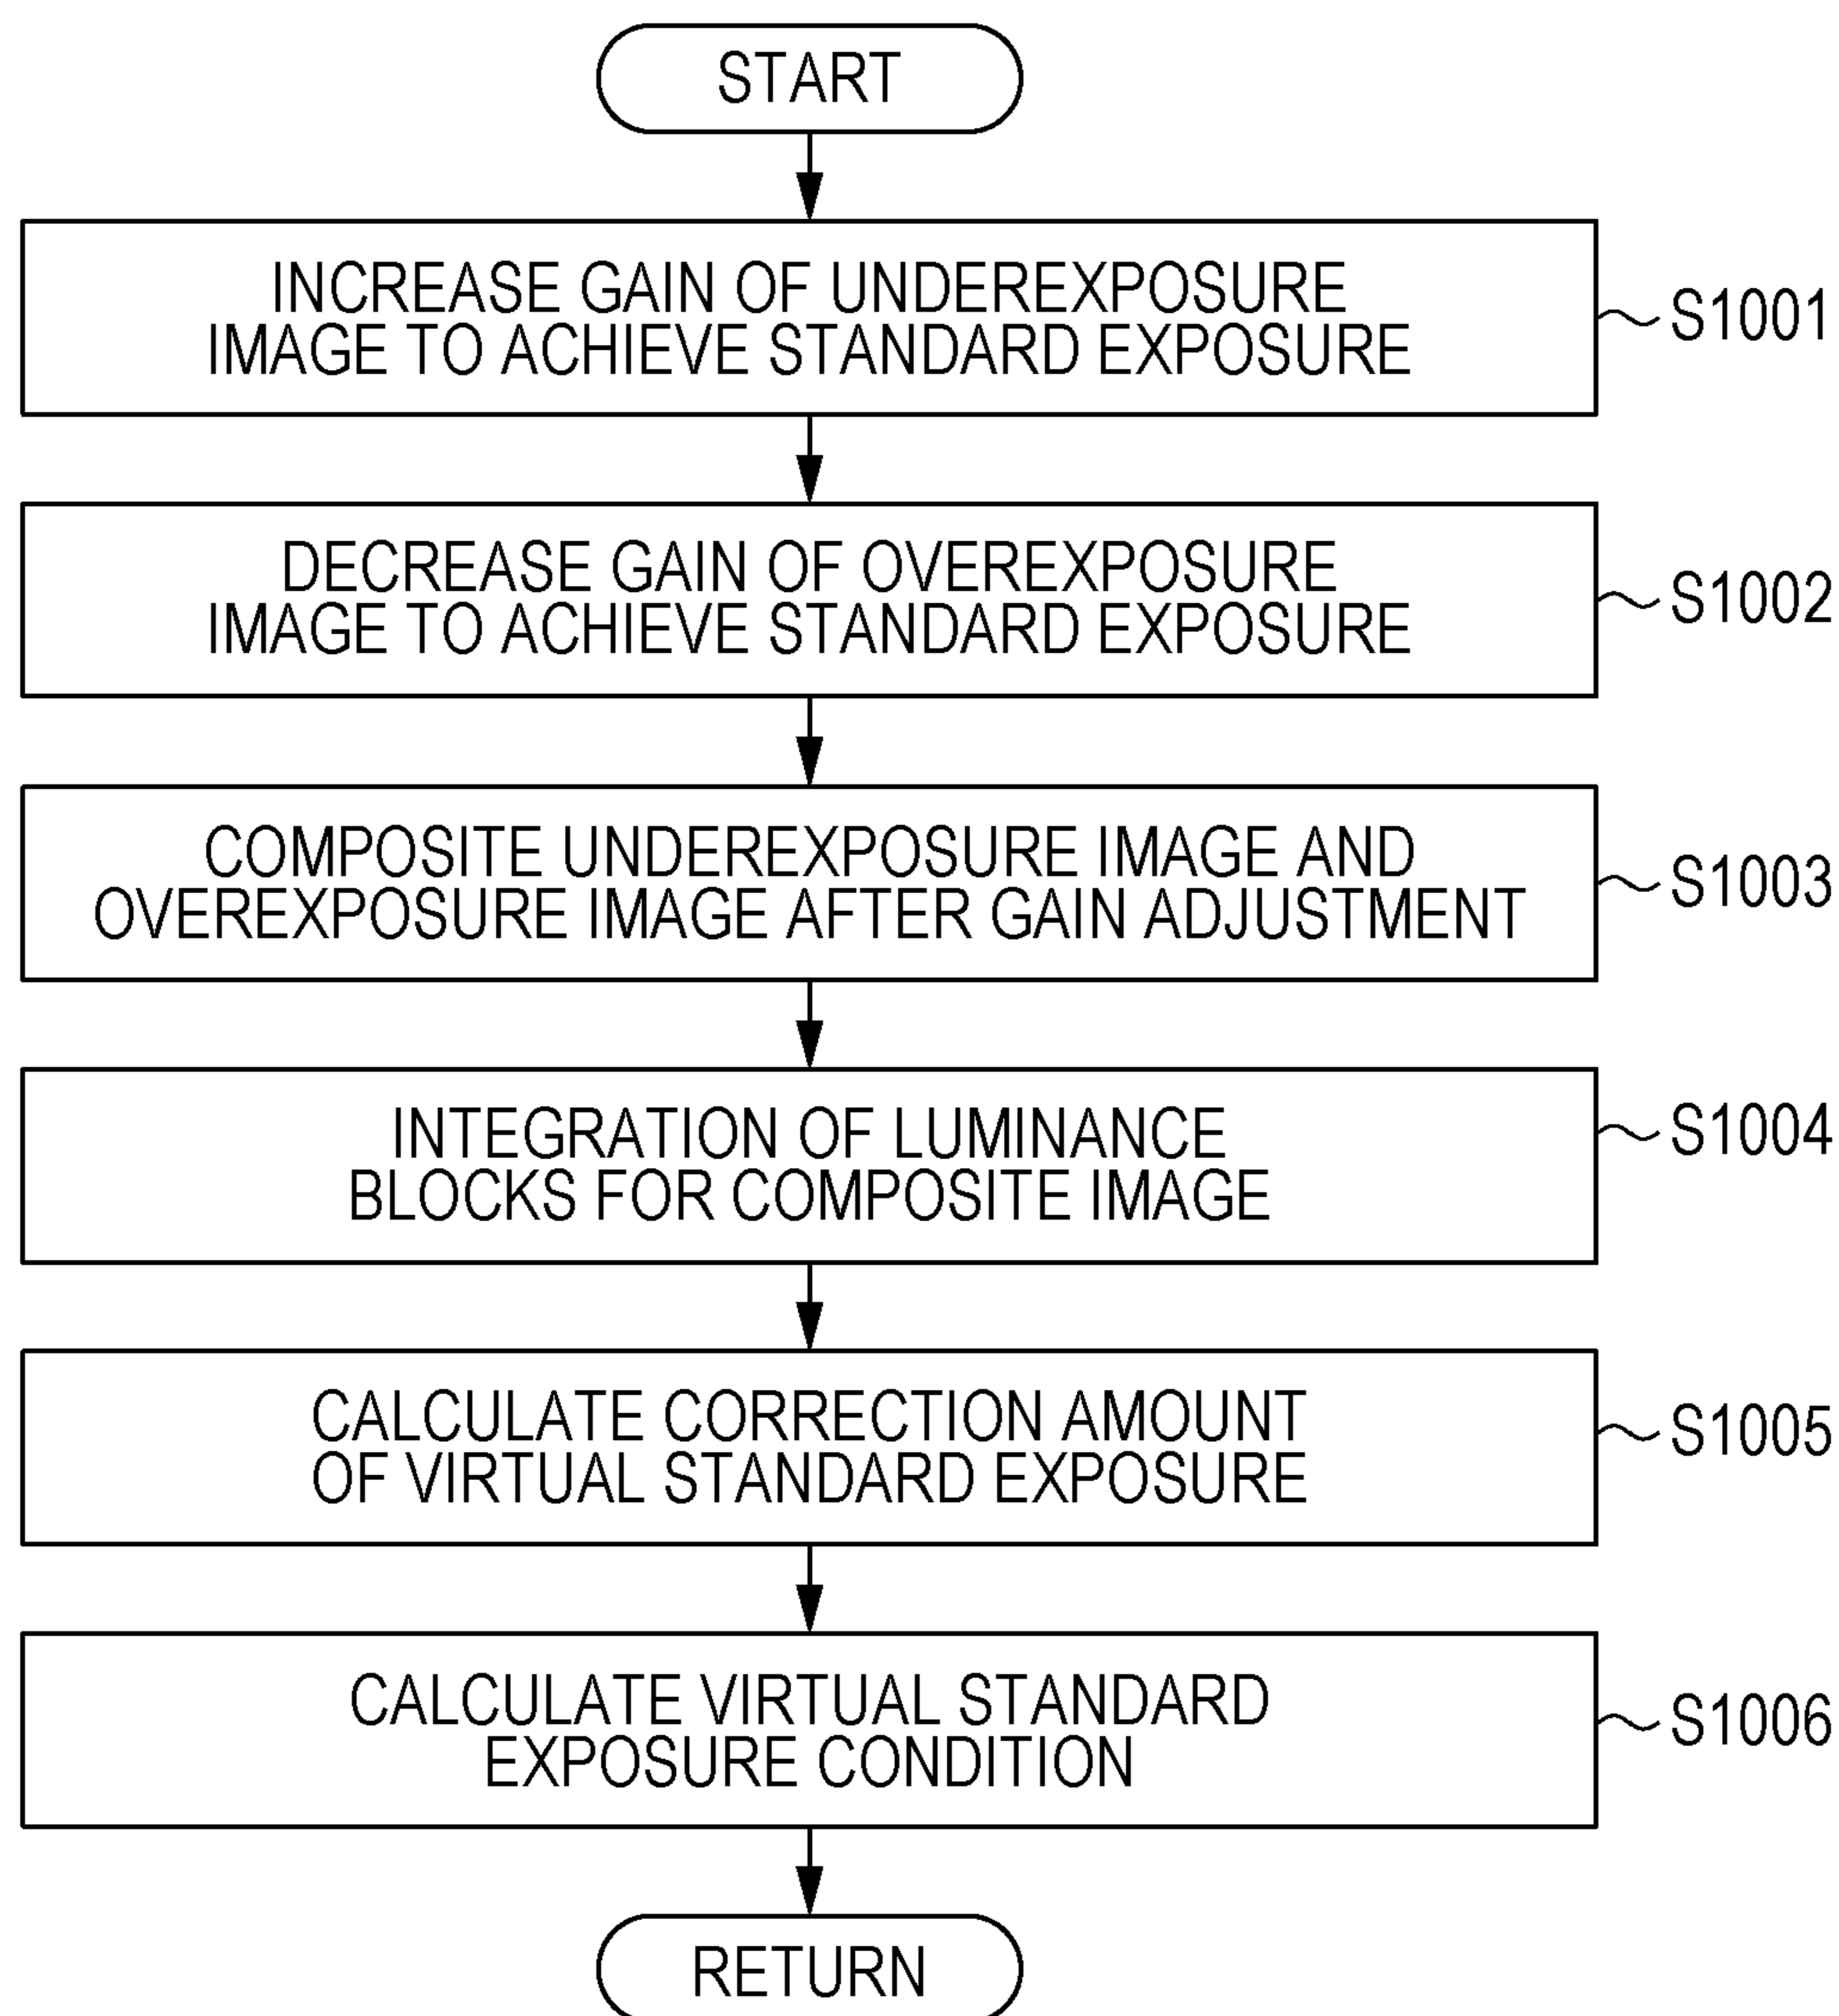 START
INCREASE GAIN OF UNDEREXPOSURE
IMAGE TO ACHIEVE STANDARD EXPOSURE
S1001
DECREASE GAIN OF OVEREXPOSURE
IMAGE TO ACHIEVE STANDARD EXPOSURE
S1002
COMPOSITE UNDEREXPOSURE IMAGE AND
OVEREXPOSURE IMAGE AFTER GAIN ADJUSTMENT
S1003
INTEGRATION OF LUMINANCE
BLOCKS FOR COMPOSITE IMAGE
S1004
CALCULATE CORRECTION AMOUNT
OF VIRTUAL STANDARD EXPOSURE
S1005
CALCULATE VIRTUAL STANDARD
EXPOSURE CONDITION
S1006
RETURN